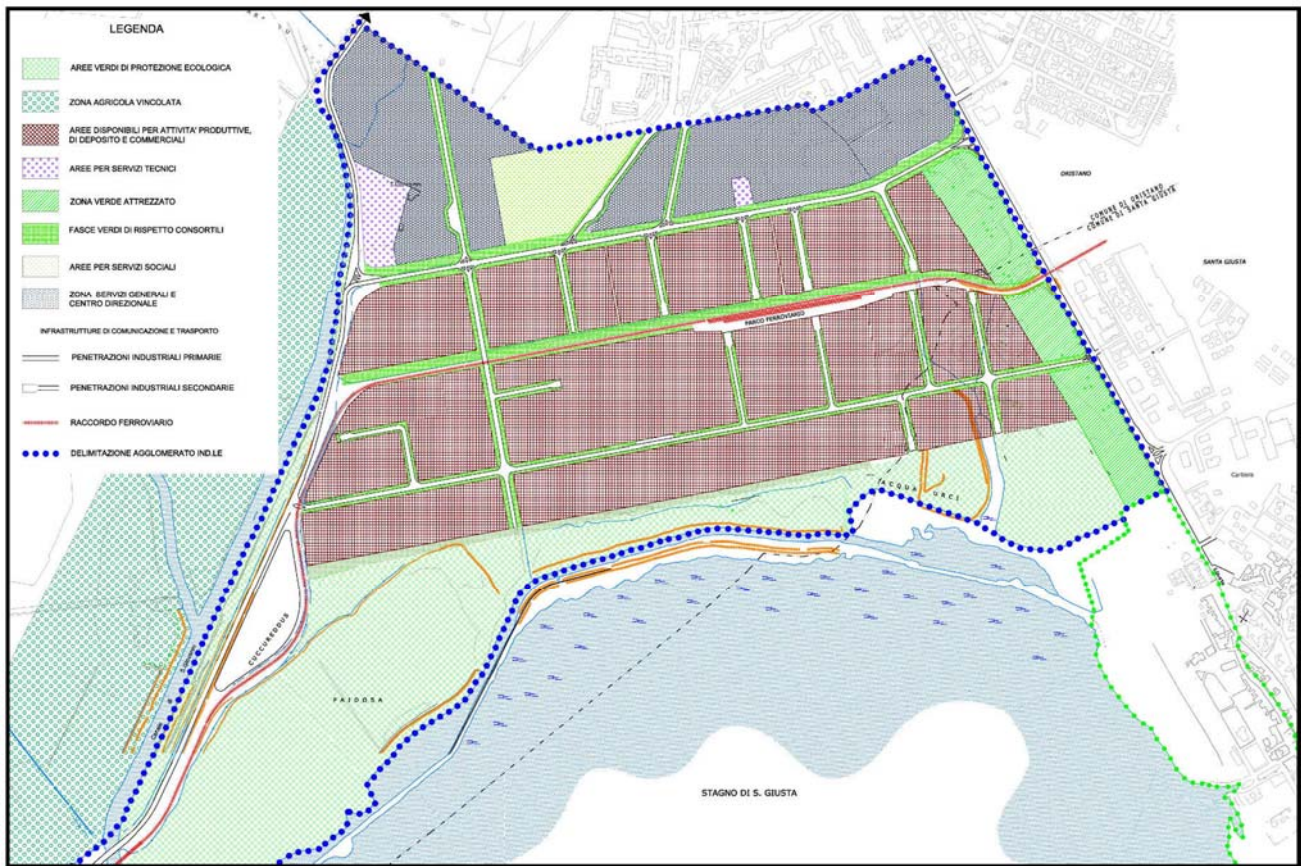 LEGENDA
AREE VERDI DI PROTEZIONE ECOLOGICA
ZONA AGRICOLA VINCOLATA
AREE DISPONIBILI PER ATTIVITA' PRODUTTIVE,
DI DEPOSITO E COMMERCIALI
AREE PER SERVIZI TECNICI
ZONA VERDE ATTREZZATO
FASCE VERDI DI RISPETTO CONSORTILI
AREE PER SERVIZI SOCIALI
ZONA SERVIZI GENERALI E
CENTRO DIREZIONALE
INFRASTRUTTURE DI COMUNICAZIONE E TRASPORTO
PENETRAZIONI INDUSTRIALI PRIMARIE
PENETRAZIONI INDUSTRIALI SECONDARIE
RACCORDO FERROVIARIO
DELIMITAZIONE AGGLOMERATO IND.LE
ORISTANO
COMUNE DI ORISTANO
COMUNE DI SANTA GIUSTA
SANTA GIUSTA
PARCO FERROVIARIO
ACQUA URCI
CUCCUREDDUS
STAGNO DI S. GIUSTA